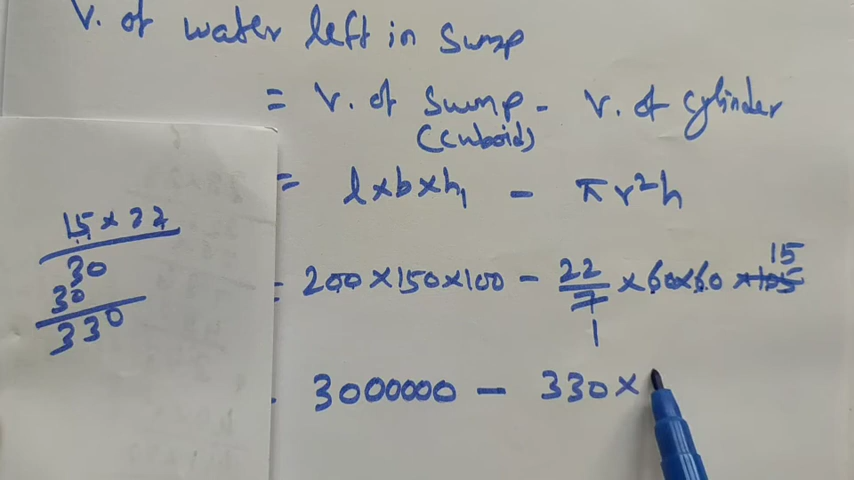 V. of water left in sump
= V. of sump - V. of cylinder
(cuboid)
= l×b×h₁ - πr²h
15
= 200×150×100 - 22/7 ×60×60 ×105
1
3000000 - 330×
15×22
30
30
330